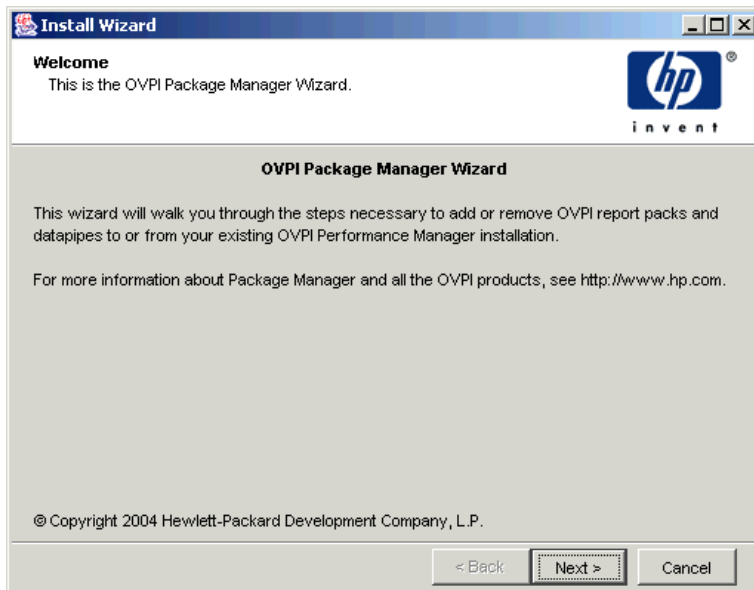 Install Wizard
Welcome
This is the OVPI Package Manager Wizard.
hp
®
invent
OVPI Package Manager Wizard
This wizard will walk you through the steps necessary to add or remove OVPI report packs and
datapipes to or from your existing OVPI Performance Manager installation.
For more information about Package Manager and all the OVPI products, see http://www.hp.com.
© Copyright 2004 Hewlett-Packard Development Company, L.P.
< Back
Next >
Cancel